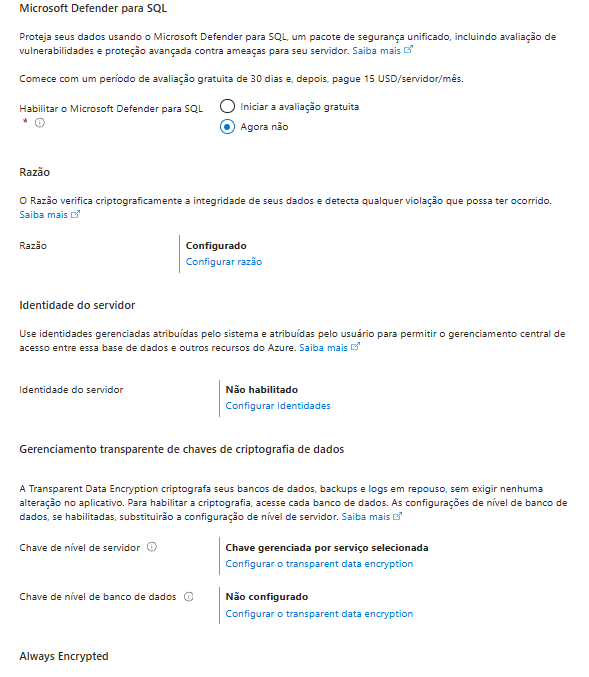 Microsoft Defender para SQL
Proteja seus dados usando o Microsoft Defender para SQL, um pacote de segurança unificado, incluindo avaliação de
vulnerabilidades e proteção avançada contra ameaças para seu servidor. Saiba mais
Comece com um período de avaliação gratuita de 30 dias e, depois, pague 15 USD/servidor/mês.
Habilitar o Microsoft Defender para SQL
*
Iniciar a avaliação gratuita
Agora não
Razão
O Razão verifica criptograficamente a integridade de seus dados e detecta qualquer violação que possa ter ocorrido.
Saiba mais
Razão
Configurado
Configurar razão
Identidade do servidor
Use identidades gerenciadas atribuídas pelo sistema e atribuídas pelo usuário para permitir o gerenciamento central de
acesso entre essa base de dados e outros recursos do Azure. Saiba mais
Identidade do servidor
Não habilitado
Configurar Identidades
Gerenciamento transparente de chaves de criptografia de dados
A Transparent Data Encryption criptografa seus bancos de dados, backups e logs em repouso, sem exigir nenhuma
alteração no aplicativo. Para habilitar a criptografia, acesse cada banco de dados. As configurações de nível de banco de
dados, se habilitadas, substituirão a configuração de nível de servidor. Saiba mais
Chave de nível de servidor
Chave gerenciada por serviço selecionada
Configurar o transparent data encryption
Chave de nível de banco de dados
Não configurado
Configurar o transparent data encryption
Always Encrypted